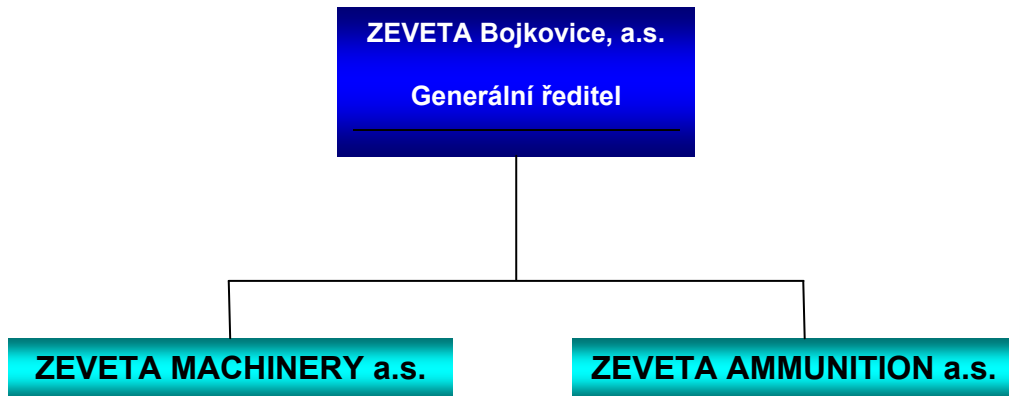 ZEVETA Bojkovice, a.s.
Generální ředitel
ZEVETA MACHINERY a.s.
ZEVETA AMMUNITION a.s.